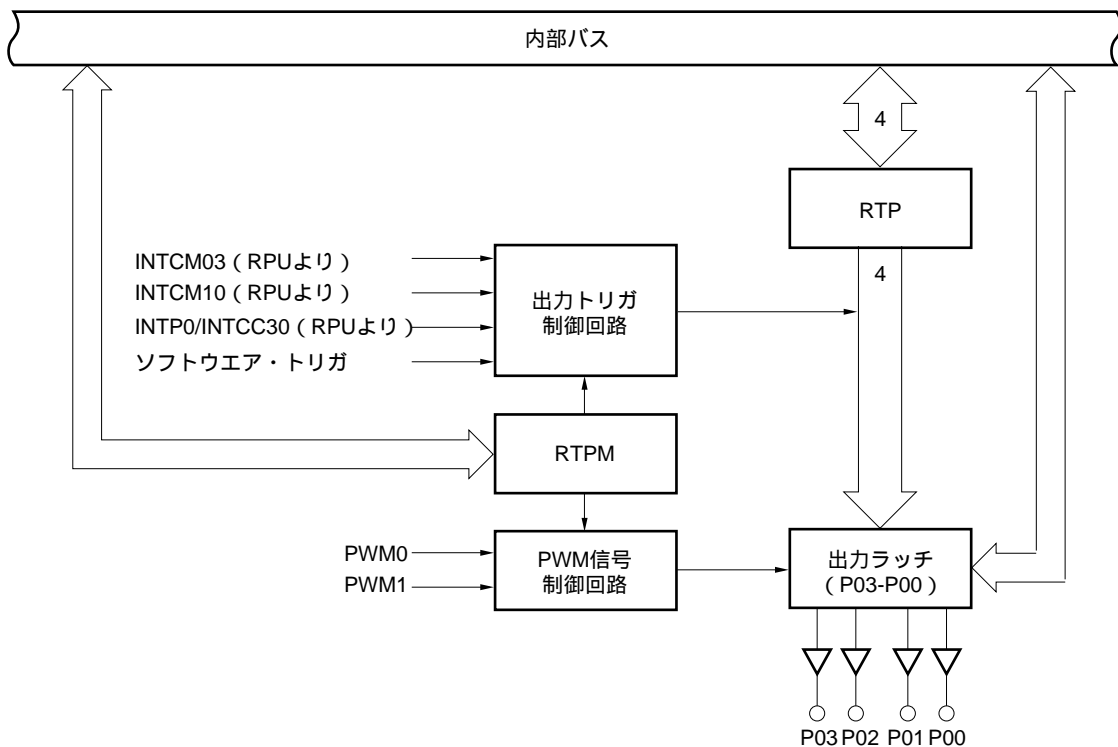 内部バス
4
RTP
4
INTCM03（RPUより）
INTCM10（RPUより）
INTP0/INTCC30（RPUより）
ソフトウエア・トリガ
出力トリガ
制御回路
RTPM
PWM0
PWM1
PWM信号
制御回路
出力ラッチ
（P03-P00）
P03 P02 P01 P00